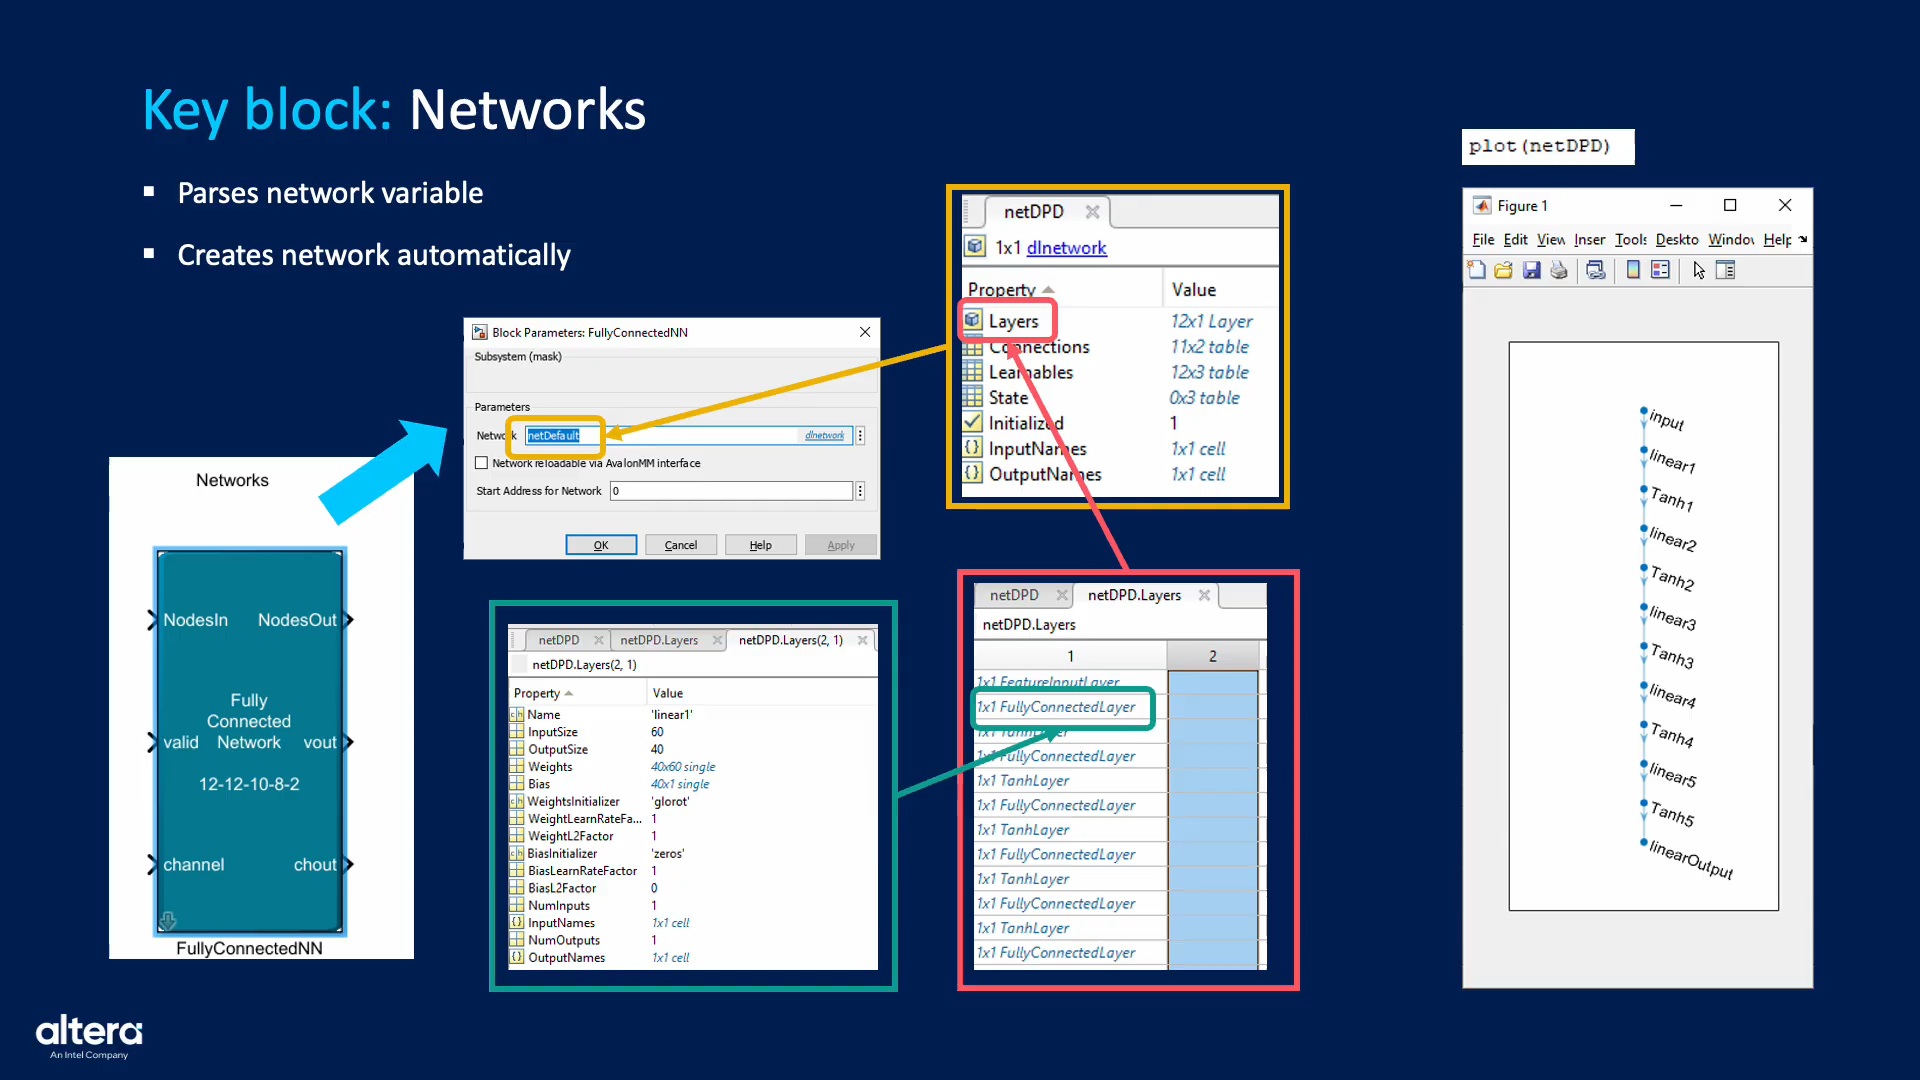 Key block: Networks
▪ Parses network variable
▪ Creates network automatically
Networks
NodesIn NodesOut
Fully
Connected
valid Network vout
12-12-10-8-2
channel chout
FullyConnectedNN
Block Parameters: FullyConnectedNN
Subsystem (mask)
Parameters
Network netDefault dlnetwork
Network reloadable via AvalonMM interface
Start Address for Network 0
OK Cancel Help Apply
netDPD
1x1 dlnetwork
Property Value
Layers 12x1 Layer
Connections 11x2 table
Learnables 12x3 table
State 0x3 table
Initialized 1
InputNames 1x1 cell
OutputNames 1x1 cell
netDPD netDPD.Layers netDPD.Layers(2, 1)
netDPD.Layers(2, 1)
Property Value
Name 'linear1'
InputSize 60
OutputSize 40
Weights 40x60 single
Bias 40x1 single
WeightsInitializer 'glorot'
WeightLearnRateFa... 1
WeightL2Factor 1
BiasInitializer 'zeros'
BiasLearnRateFactor 1
BiasL2Factor 0
NumInputs 1
InputNames 1x1 cell
NumOutputs 1
OutputNames 1x1 cell
netDPD netDPD.Layers
netDPD.Layers
1 2
1x1 FeatureInputLayer
1x1 FullyConnectedLayer
1x1 TanhLayer
1x1 FullyConnectedLayer
1x1 TanhLayer
1x1 FullyConnectedLayer
1x1 TanhLayer
1x1 FullyConnectedLayer
1x1 TanhLayer
1x1 FullyConnectedLayer
1x1 TanhLayer
1x1 FullyConnectedLayer
plot(netDPD)
Figure 1
File Edit View Inser Tools Deskto Window Help
input
linear1
Tanh1
linear2
Tanh2
linear3
Tanh3
linear4
Tanh4
linear5
Tanh5
linearOutput
altera
An Intel Company